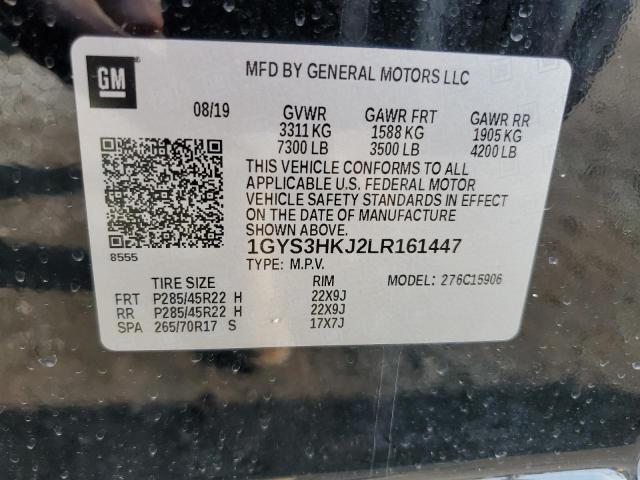 GM
MFD BY GENERAL MOTORS LLC
08/19 GVWR GAWR FRT GAWR RR
3311 KG 1588 KG 1905 KG
7300 LB 3500 LB 4200 LB
THIS VEHICLE CONFORMS TO ALL
APPLICABLE U.S. FEDERAL MOTOR
VEHICLE SAFETY STANDARDS IN EFFECT
ON THE DATE OF MANUFACTURE
SHOWN ABOVE.
8555
1GYS3HKJ2LR161447
TYPE: M.P.V. MODEL: 276C15906
TIRE SIZE RIM
FRT P285/45R22 H 22X9J
RR P285/45R22 H 22X9J
SPA 265/70R17 S 17X7J